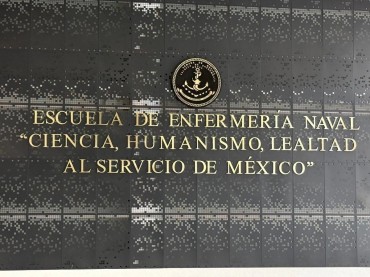 ESCUELA DE ENFERMERÍA NAVAL
“CIENCIA, HUMANISMO, LEALTAD
AL SERVICIO DE MÉXICO”